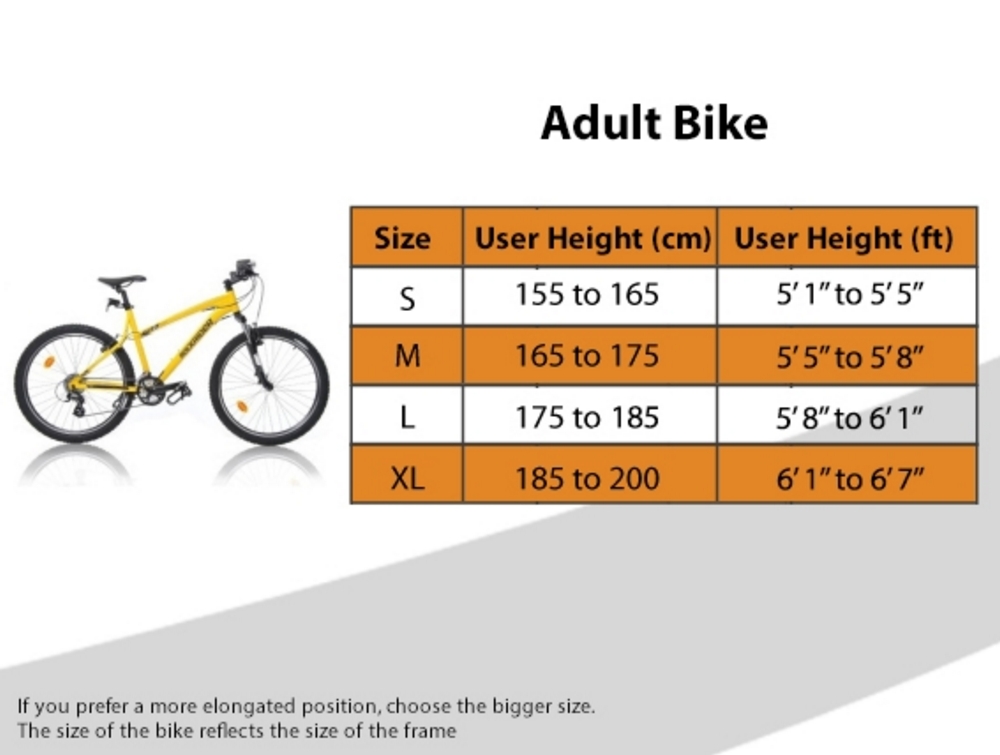 Adult Bike
Size User Height (cm) User Height (ft)
S 155 to 165 5' 1" to 5' 5"
M 165 to 175 5' 5" to 5' 8"
L 175 to 185 5' 8" to 6' 1"
XL 185 to 200 6' 1" to 6' 7"
If you prefer a more elongated position, choose the bigger size.
The size of the bike reflects the size of the frame